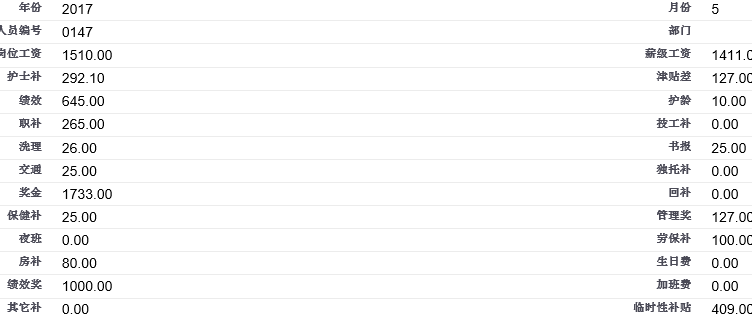 年份 2017 月份 5
人员编号 0147 部门
岗位工资 1510.00 薪级工资 1411.0
护士补 292.10 津贴差 127.00
绩效 645.00 护龄 10.00
职补 265.00 技工补 0.00
洗理 26.00 书报 25.00
交通 25.00 独托补 0.00
奖金 1733.00 回补 0.00
保健补 25.00 管理奖 127.00
夜班 0.00 劳保补 100.00
房补 80.00 生日费 0.00
绩效奖 1000.00 加班费 0.00
其它补 0.00 临时性补贴 409.00